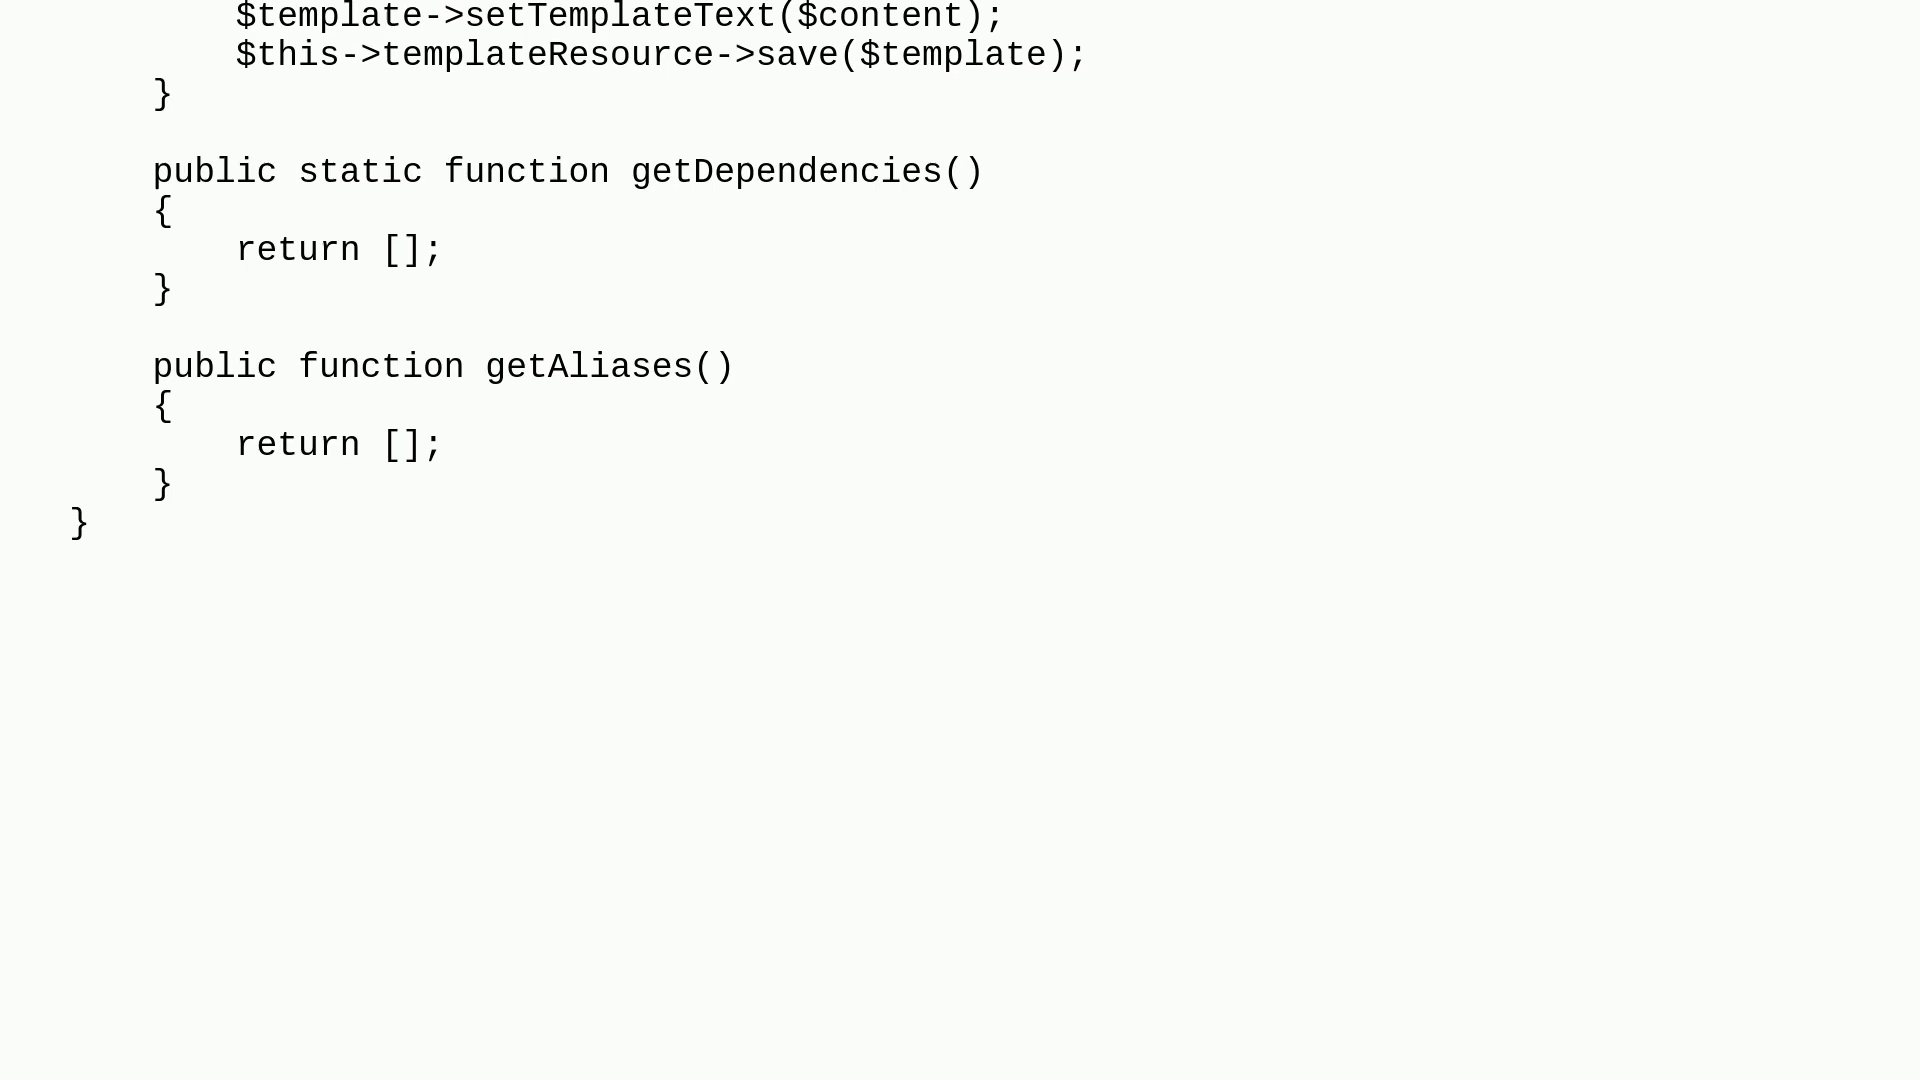 $template->setTemplateText($content);
        $this->templateResource->save($template);
    }

    public static function getDependencies()
    {
        return [];
    }

    public function getAliases()
    {
        return [];
    }
}